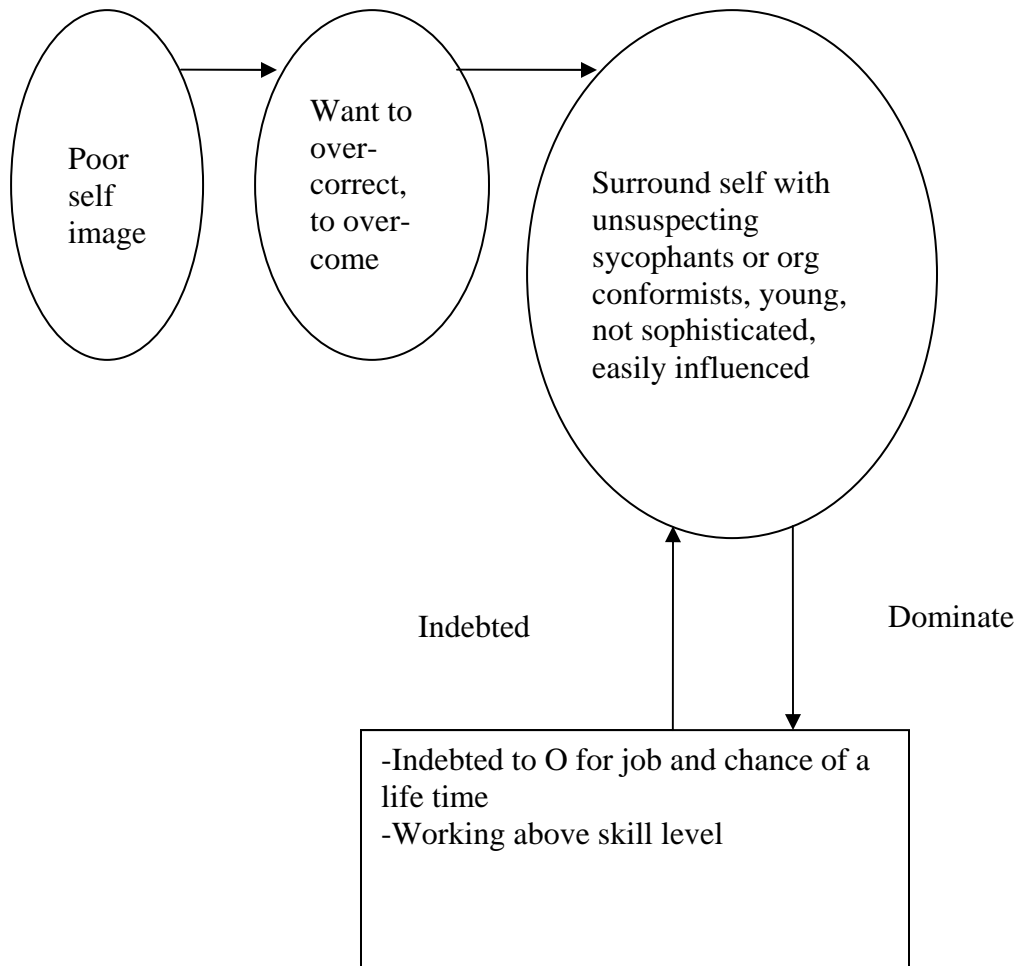 Poor
self
image
Want to
over-
correct,
to over-
come
Surround self with
unsuspecting
sycophants or org
conformists, young,
not sophisticated,
easily influenced
Indebted
Dominate
-Indebted to O for job and chance of a
life time
-Working above skill level